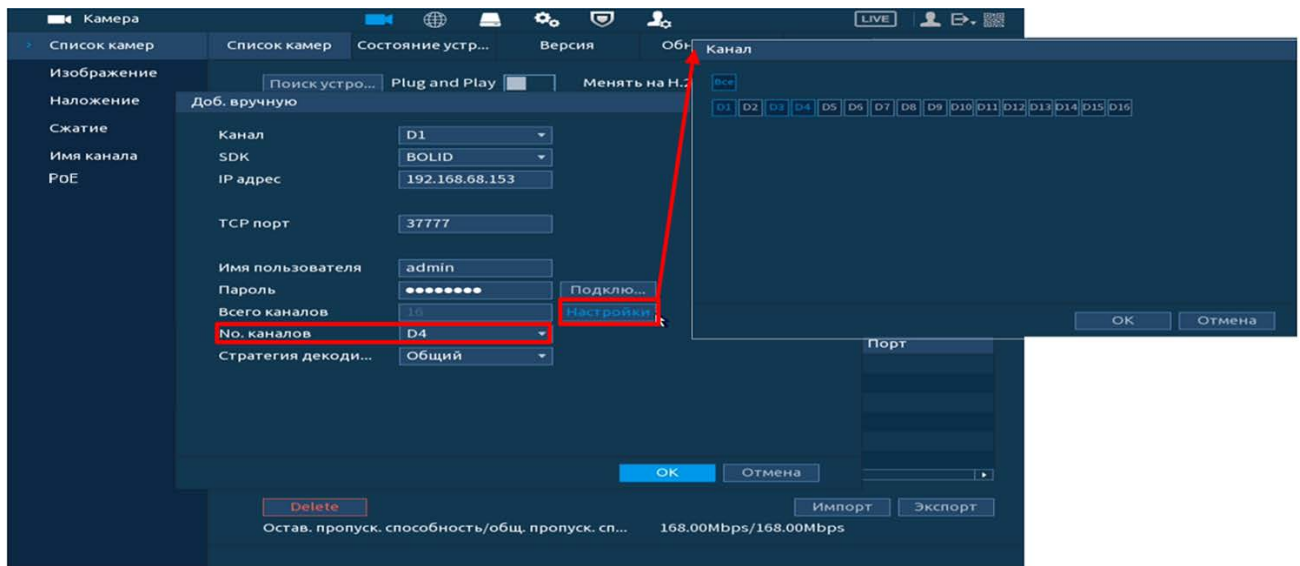 Камера
LIVE
Список камер
Изображение
Наложение
Сжатие
Имя канала
PoE
Список камер Состояние устр... Версия
Поиск устро... Plug and Play Менять на H.2
Доб. вручную
Канал D1
SDK BOLID
IP адрес 192.168.68.153
TCP порт 37777
Имя пользователя admin
Пароль ●●●●●●●● Подклю...
Всего каналов 16 Настройки
No. каналов D4
Стратегия декоди... Общий
OK Отмена
Порт
Delete Импорт Экспорт
Остав. пропуск. способность/общ. пропуск. сп... 168.00Mbps/168.00Mbps
Канал
Все
D1 D2 D3 D4 D5 D6 D7 D8 D9 D10 D11 D12 D13 D14 D15 D16
OK Отмена